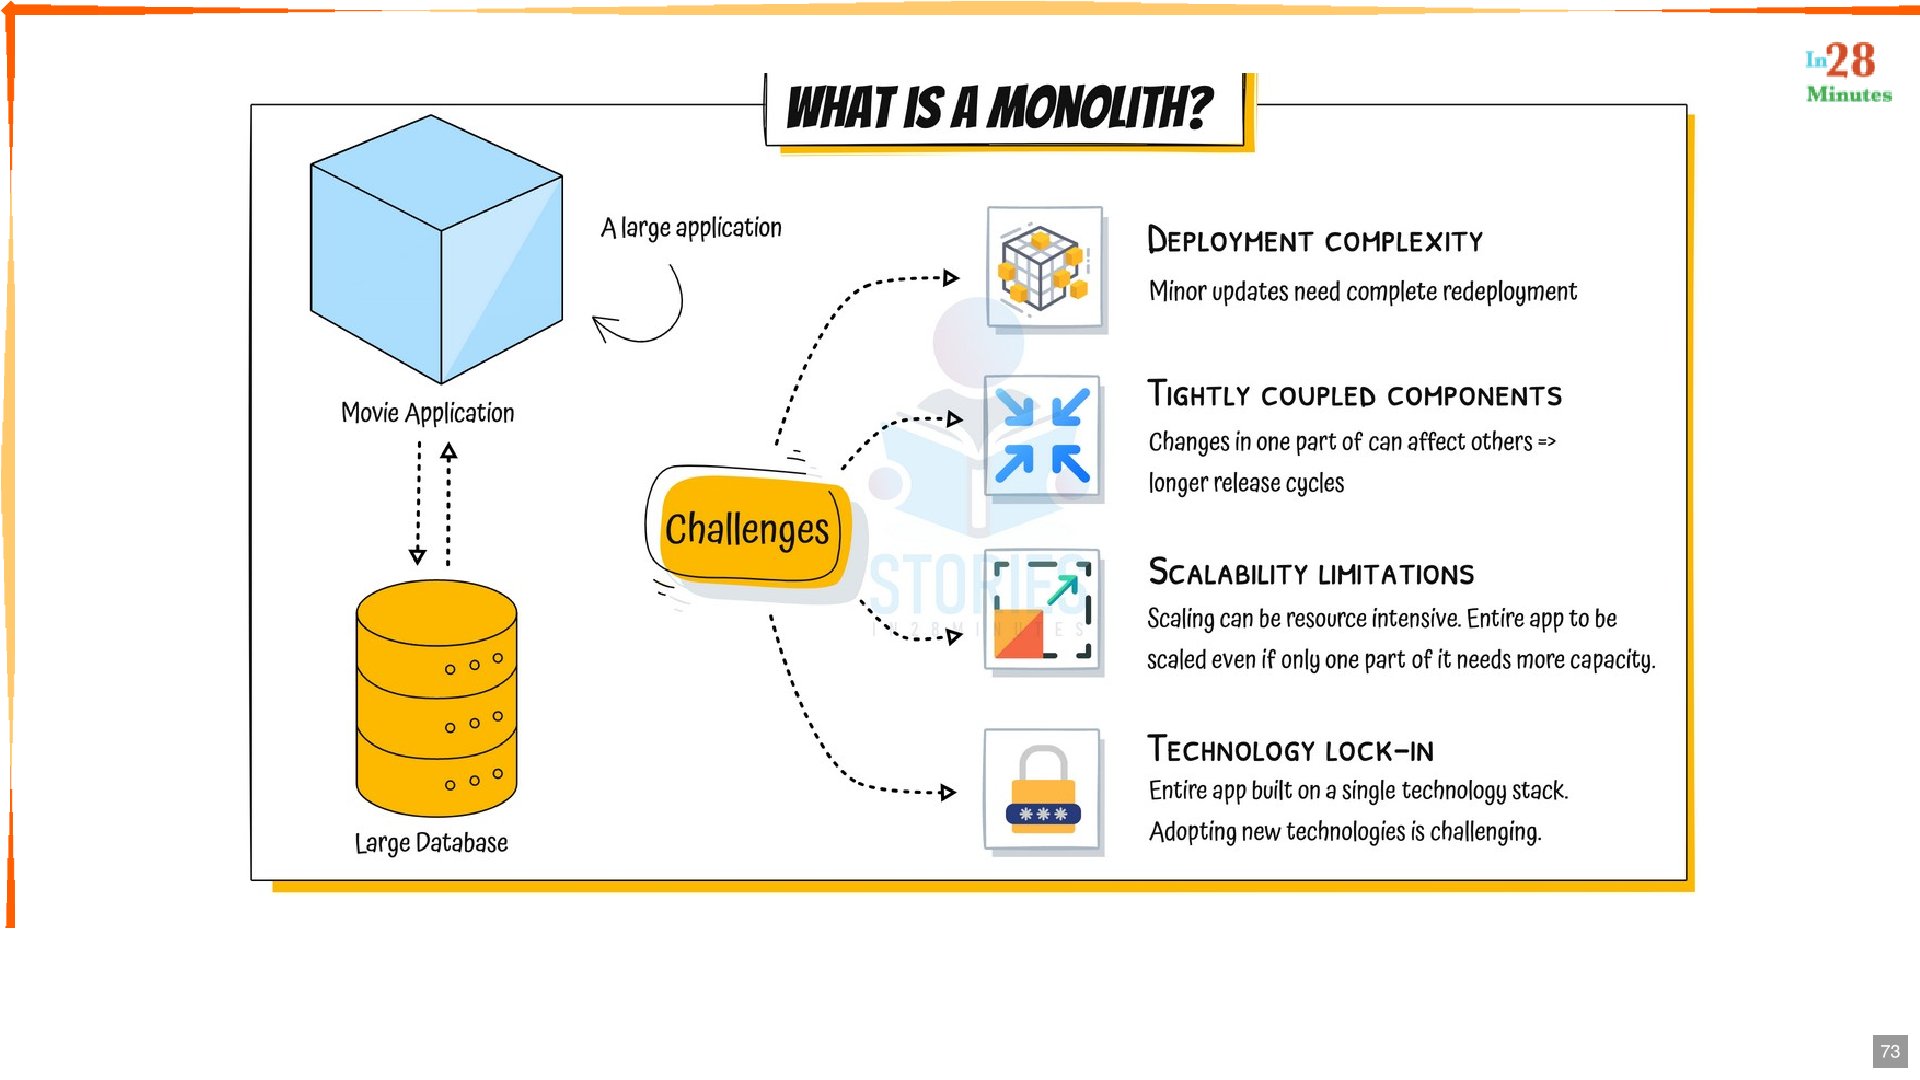 In28
Minutes
WHAT IS A MONOLITH?
A large application
Movie Application
Large Database
Challenges
DEPLOYMENT COMPLEXITY
Minor updates need complete redeployment
TIGHTLY COUPLED COMPONENTS
Changes in one part of can affect others =>
longer release cycles
SCALABILITY LIMITATIONS
Scaling can be resource intensive. Entire app to be
scaled even if only one part of it needs more capacity.
TECHNOLOGY LOCK-IN
Entire app built on a single technology stack.
Adopting new technologies is challenging.
STORIES
IN28MINUTES
73